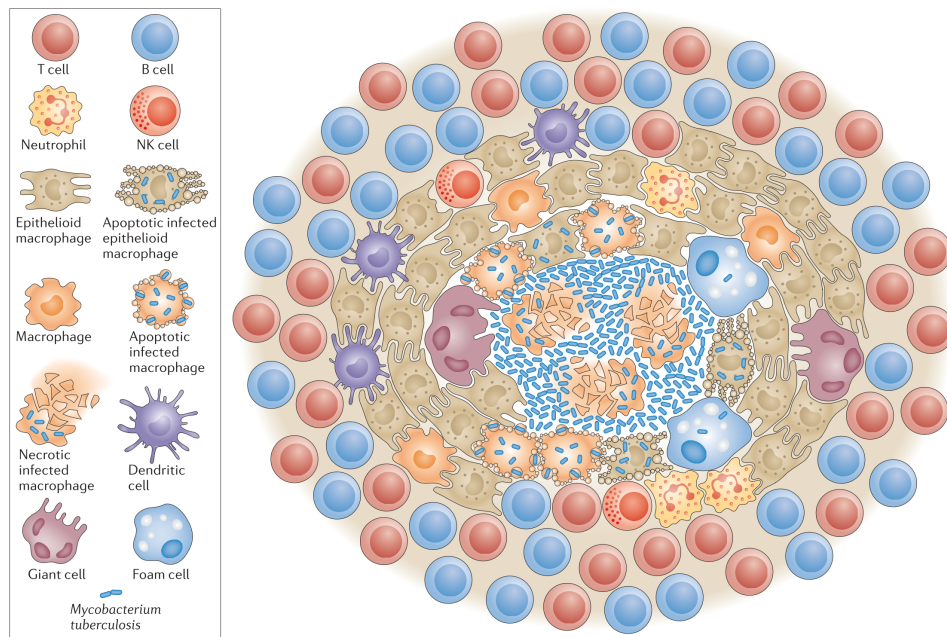 T cell
B cell
Neutrophil
NK cell
Epithelioid
macrophage
Apoptotic infected
epithelioid
macrophage
Macrophage
Apoptotic
infected
macrophage
Necrotic
infected
macrophage
Dendritic
cell
Giant cell
Foam cell
Mycobacterium
tuberculosis